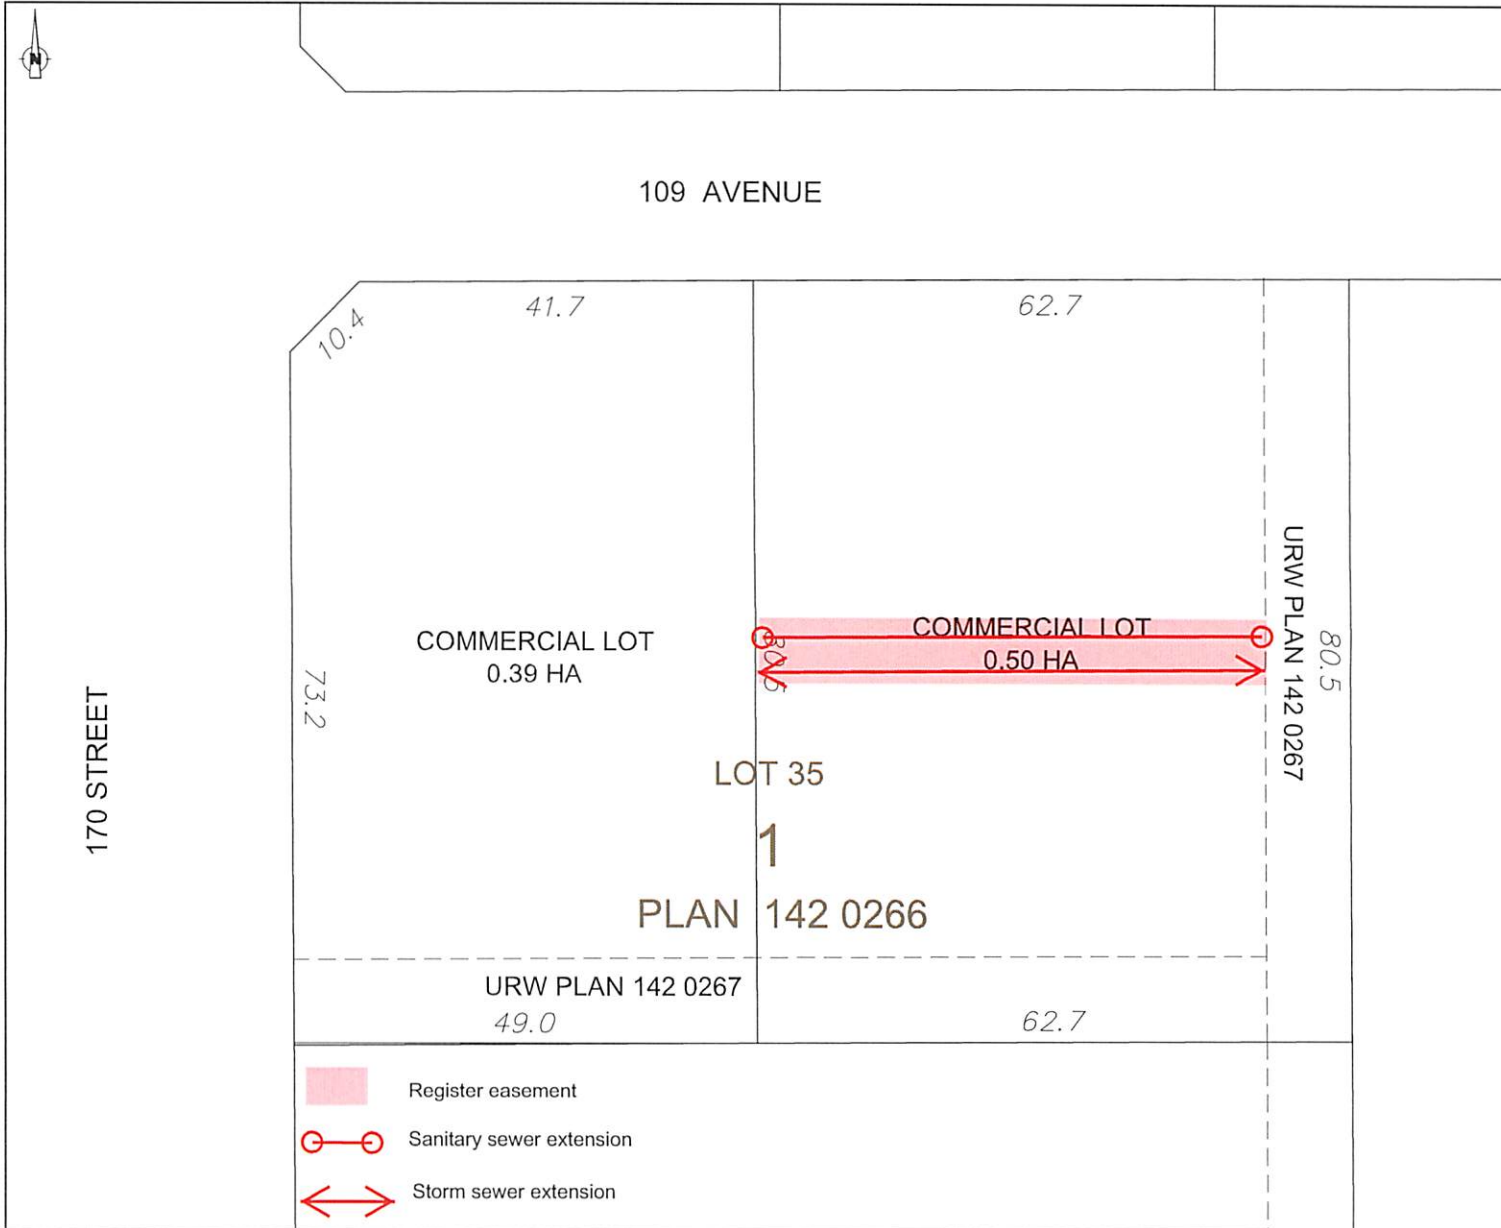 N
109 AVENUE
41.7
62.7
10.4
COMMERCIAL LOT
0.39 HA
COMMERCIAL LOT
0.50 HA
URW PLAN 142 0267
80.5
73.2
170 STREET
LOT 35
1
PLAN 142 0266
URW PLAN 142 0267
49.0
62.7
Register easement
Sanitary sewer extension
Storm sewer extension